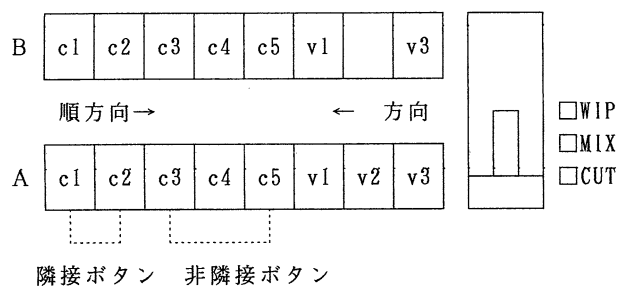 B c1 c2 c3 c4 c5 v1 v3
順方向→ ← 方向
□WIP
□MIX
A c1 c2 c3 c4 c5 v1 v2 v3
□CUT
隣接ボタン 非隣接ボタン